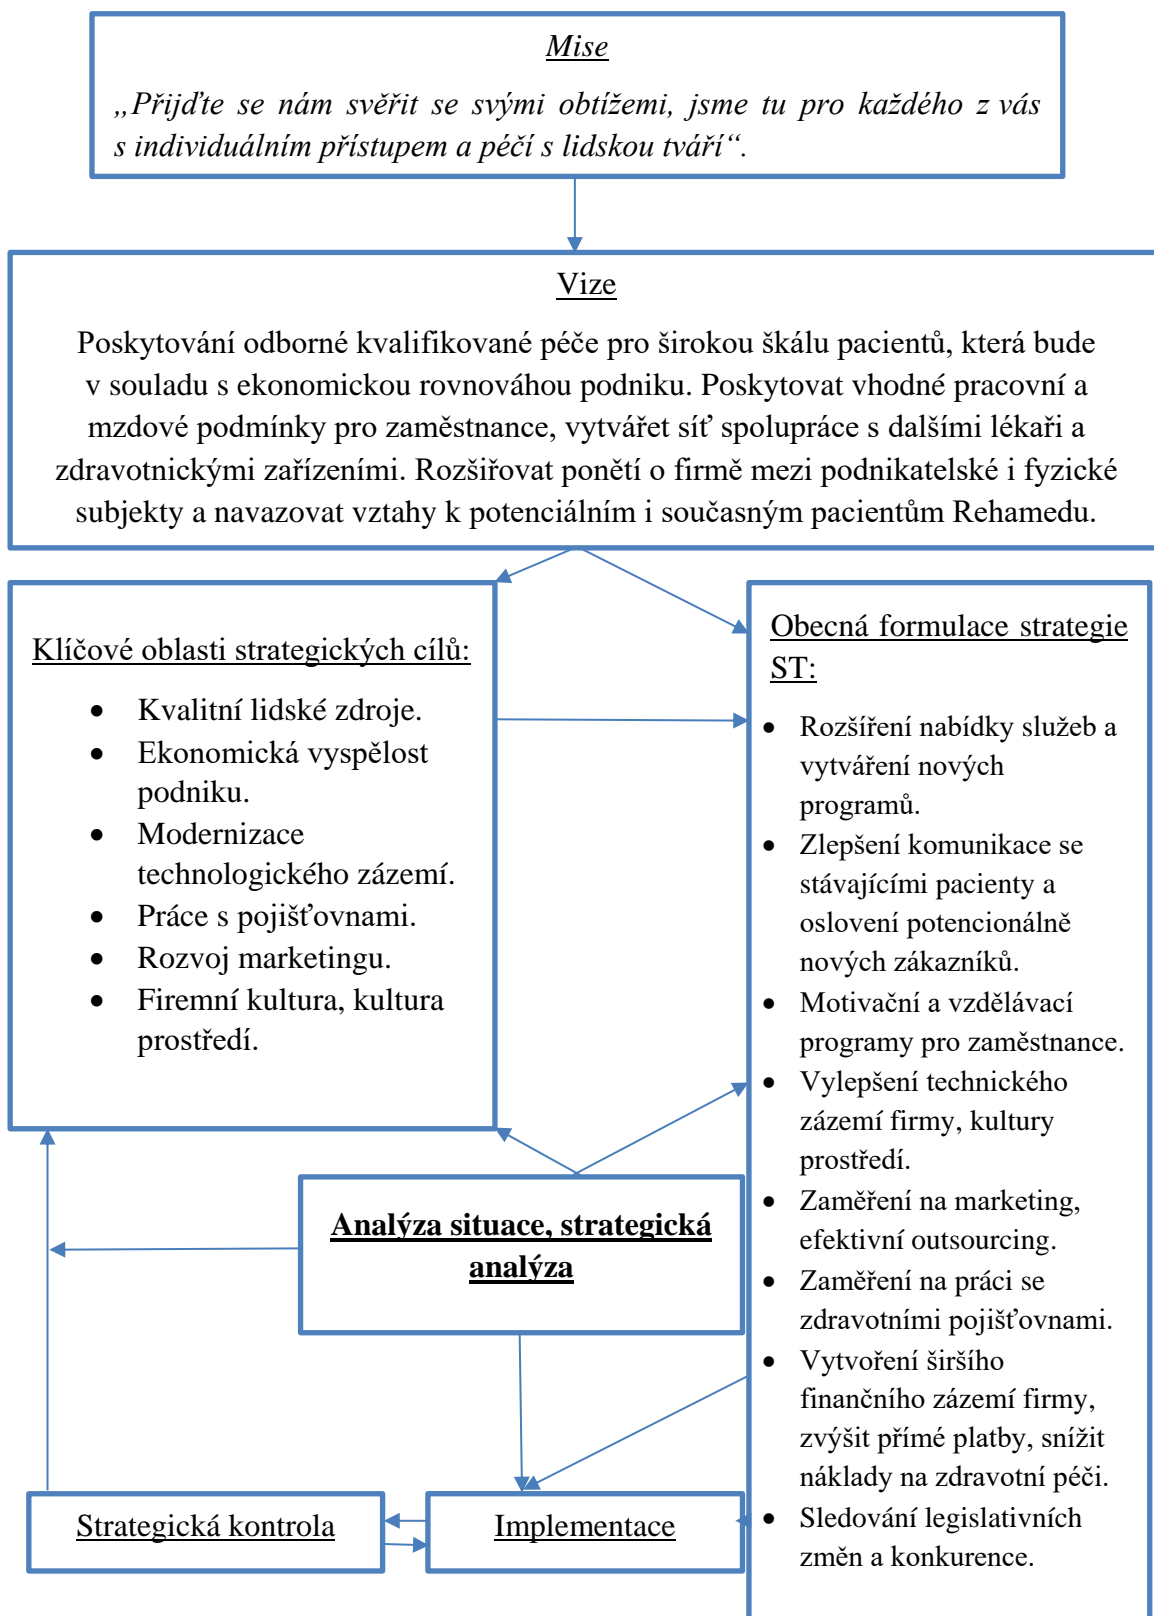 Mise
„Přijďte se nám svěřit se svými obtížemi, jsme tu pro každého z vás
s individuálním přístupem a péčí s lidskou tváří“.
Vize
Poskytování odborné kvalifikované péče pro širokou škálu pacientů, která bude
v souladu s ekonomickou rovnováhou podniku. Poskytovat vhodné pracovní a
mzdové podmínky pro zaměstnance, vytvářet síť spolupráce s dalšími lékaři a
zdravotnickými zařízeními. Rozšiřovat ponětí o firmě mezi podnikatelské i fyzické
subjekty a navazovat vztahy k potenciálním i současným pacientům Rehamedu.
Klíčové oblasti strategických cílů:
• Kvalitní lidské zdroje.
• Ekonomická vyspělost
podniku.
• Modernizace
technologického zázemí.
• Práce s pojišťovnami.
• Rozvoj marketingu.
• Firemní kultura, kultura
prostředí.
Obecná formulace strategie
ST:
• Rozšíření nabídky služeb a
vytváření nových
programů.
• Zlepšení komunikace se
stávajícími pacienty a
oslovení potencionálně
nových zákazníků.
• Motivační a vzdělávací
programy pro zaměstnance.
• Vylepšení technického
zázemí firmy, kultury
prostředí.
• Zaměření na marketing,
efektivní outsourcing.
• Zaměření na práci se
zdravotními pojišťovnami.
• Vytvoření širšího
finančního zázemí firmy,
zvýšit přímé platby, snížit
náklady na zdravotní péči.
• Sledování legislativních
změn a konkurence.
Analýza situace, strategická
analýza
Strategická kontrola
Implementace